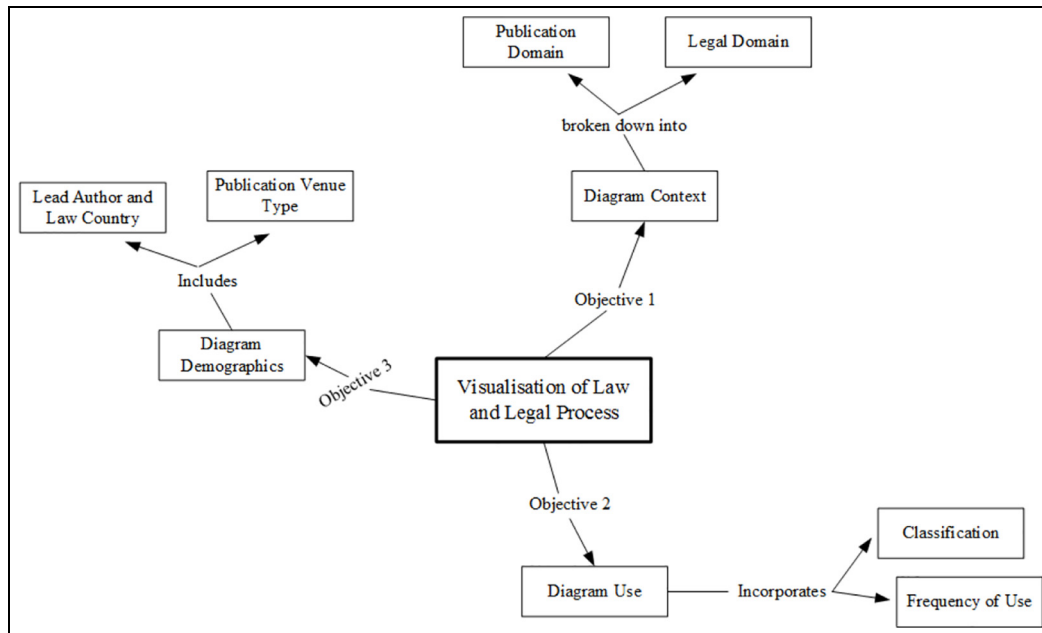 Publication
Domain
Legal Domain
broken down into
Diagram Context
Lead Author and
Law Country
Publication Venue
Type
Includes
Diagram
Demographics
Objective 1
Objective 3
Visualisation of Law
and Legal Process
Objective 2
Diagram Use
Incorporates
Classification
Frequency of Use